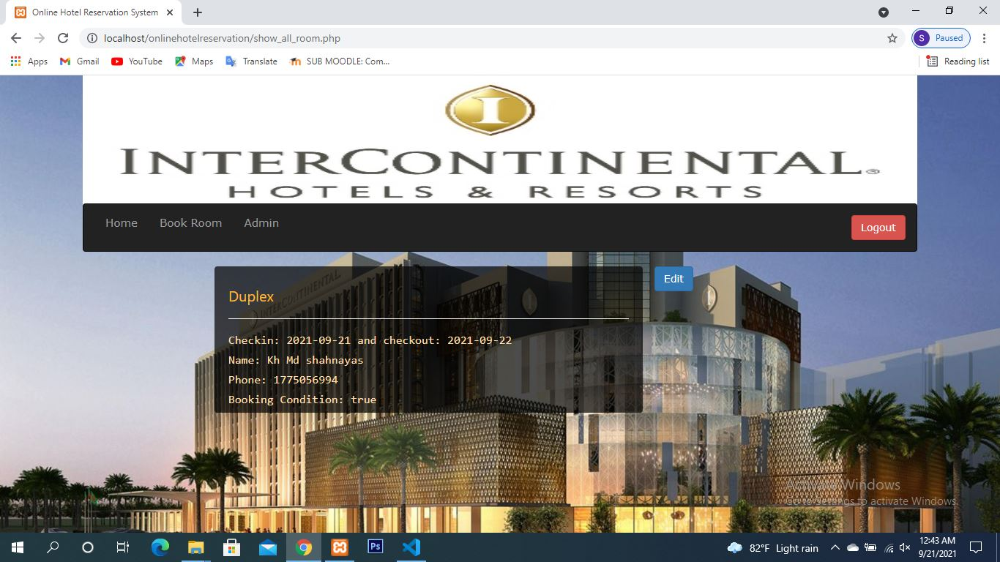 Online Hotel Reservation System
localhost/onlinehotelreservation/show_all_room.php
S Paused
Apps Gmail YouTube Maps Translate SUB MOODLE: Com... Reading list
I
INTERCONTINENTAL®
HOTELS & RESORTS
Home Book Room Admin Logout
INTERCONTINENTAL
Edit
Duplex
Checkin: 2021-09-21 and checkout: 2021-09-22
Name: Kh Md shahnayas
Phone: 1775056994
Booking Condition: true
Activate Windows
Go to Settings to activate Windows.
Ps
82°F Light rain
12:43 AM
9/21/2021